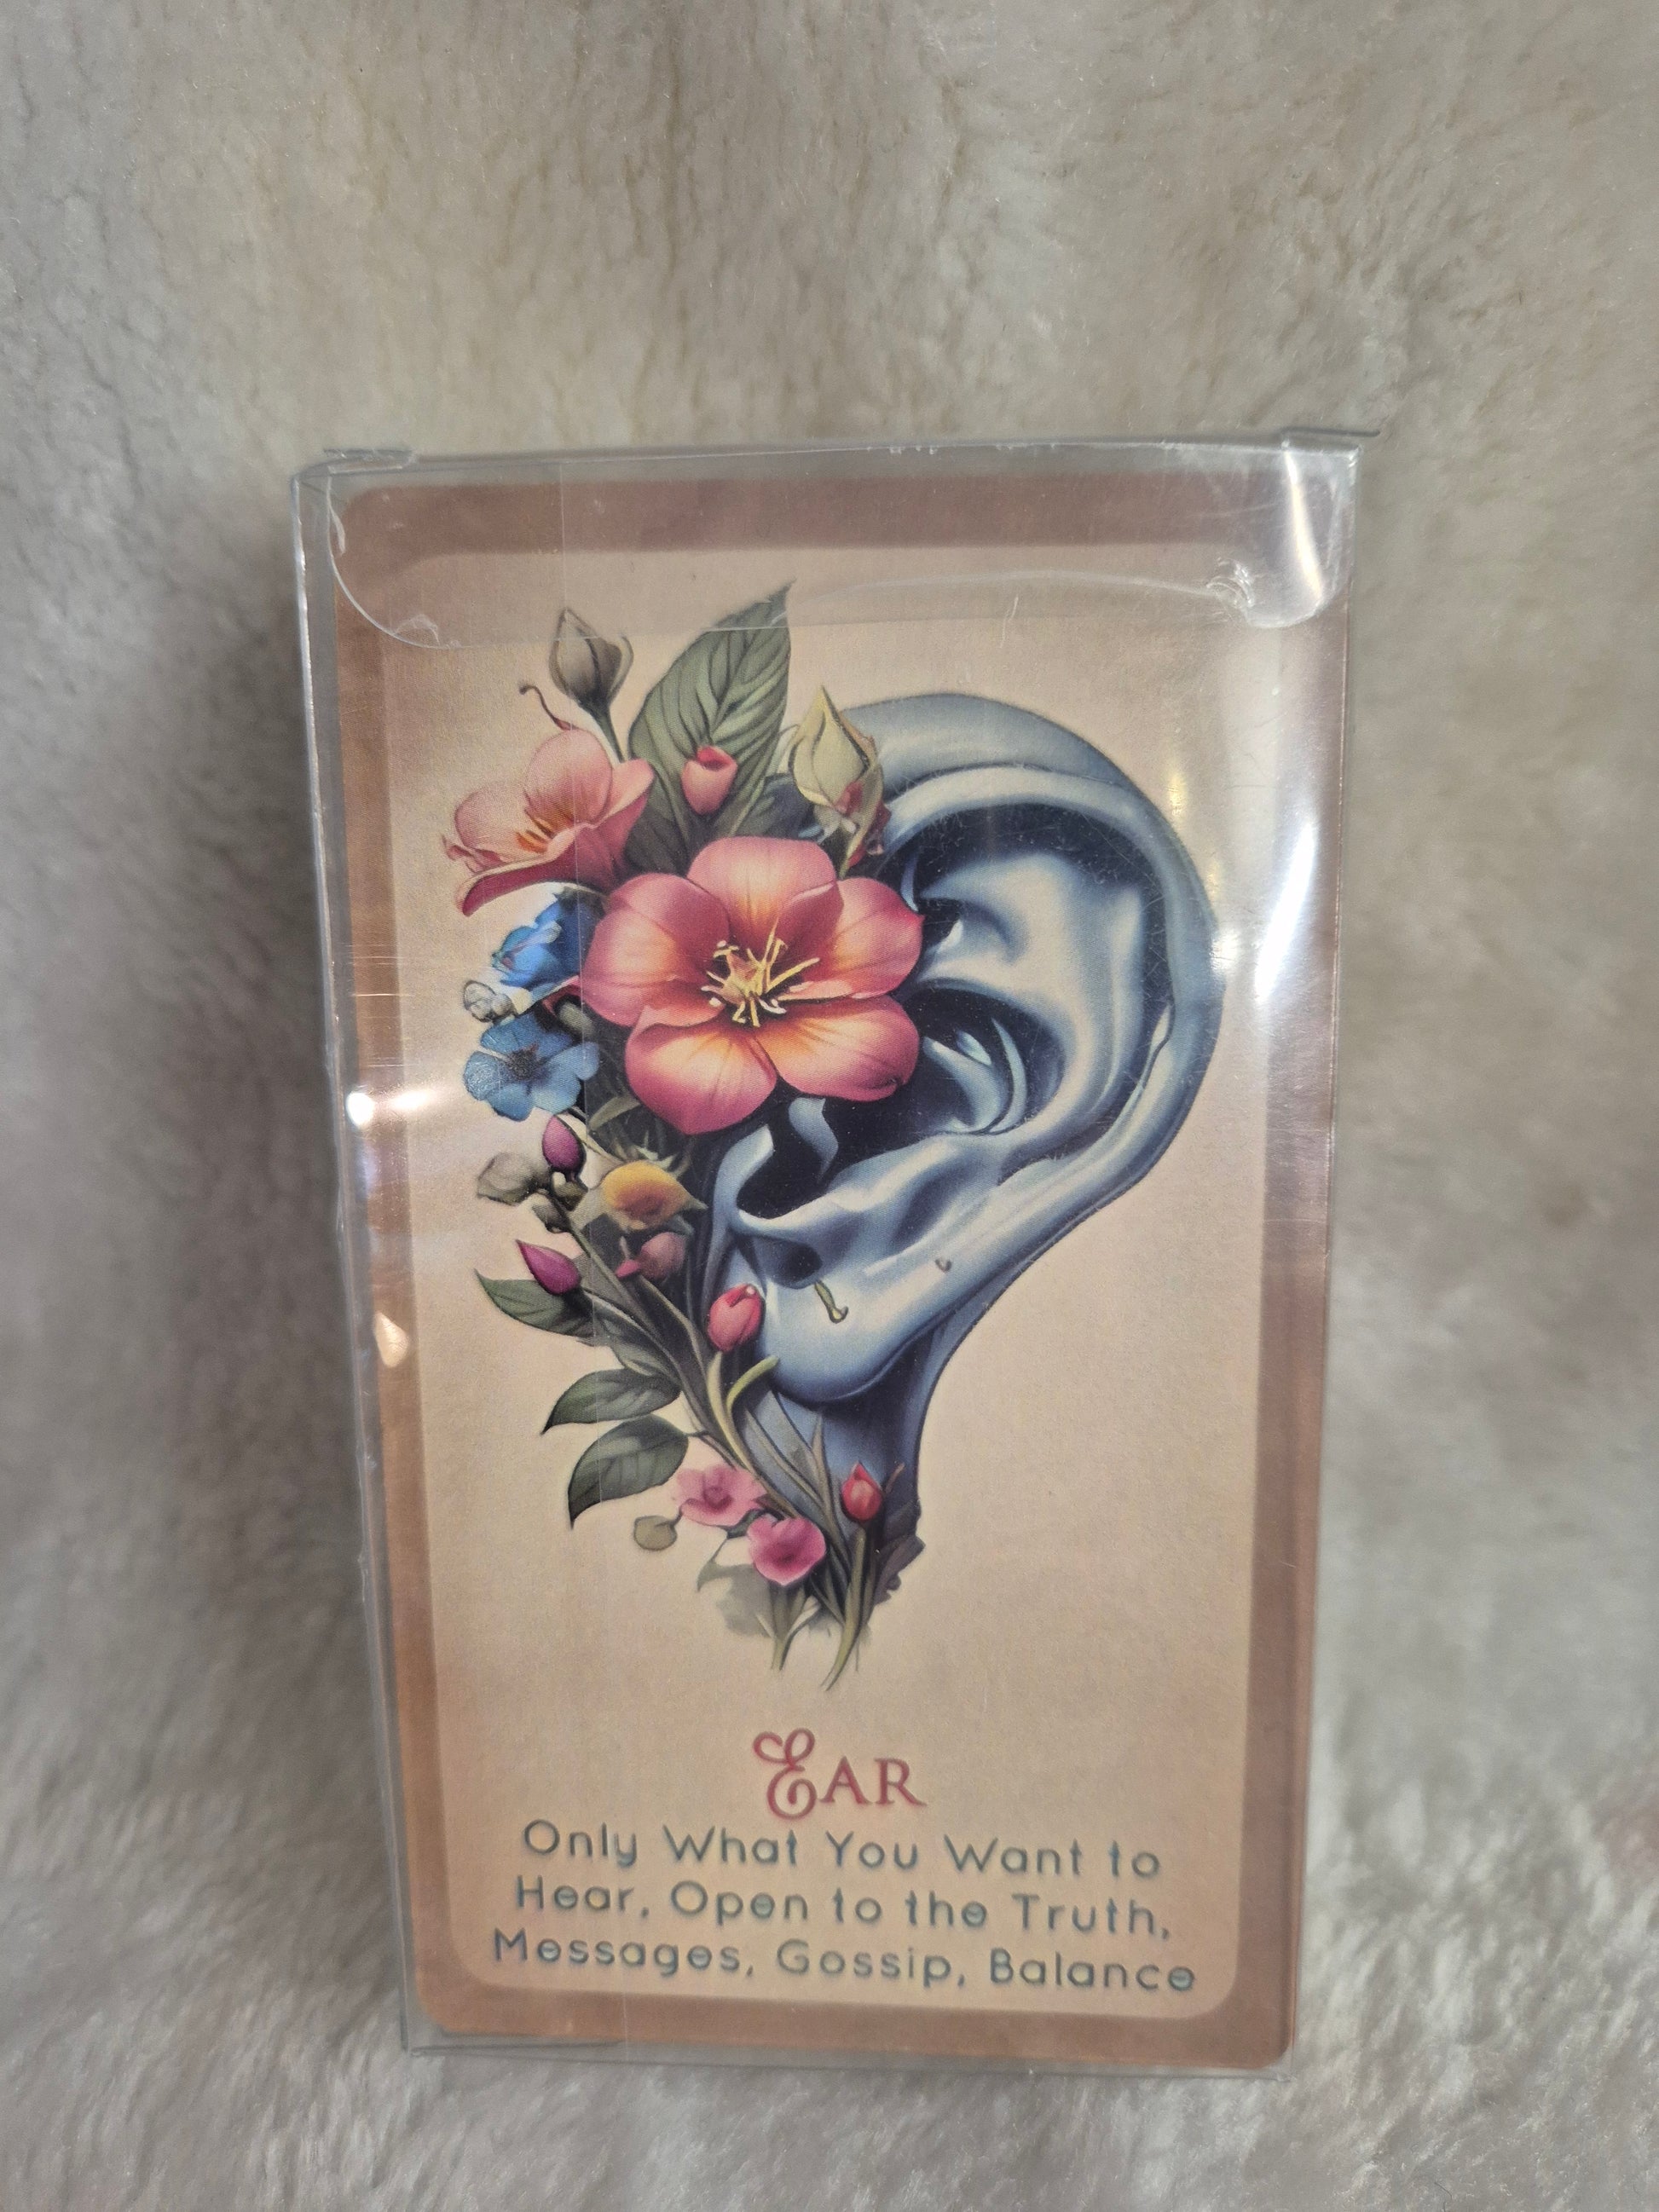 Ear
Only What You Want to
Hear, Open to the Truth,
Messages, Gossip, Balance